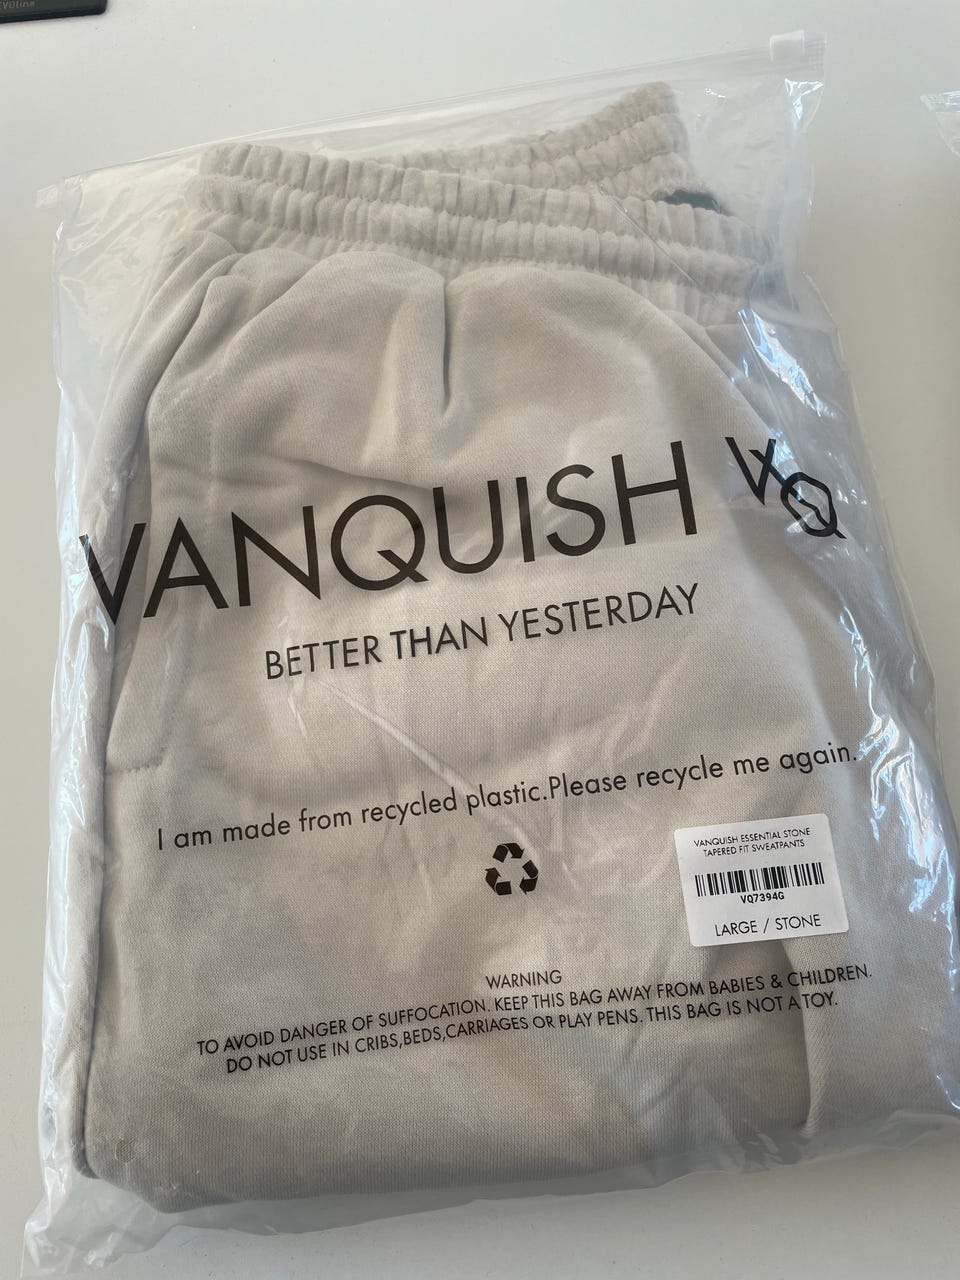 VANQUISH VQ
BETTER THAN YESTERDAY
I am made from recycled plastic.Please recycle me again.
VANQUISH ESSENTIAL STONE
TAPERED FIT SWEATPANTS
VQ7394G
LARGE / STONE
WARNING
TO AVOID DANGER OF SUFFOCATION. KEEP THIS BAG AWAY FROM BABIES & CHILDREN.
DO NOT USE IN CRIBS,BEDS,CARRIAGES OR PLAY PENS. THIS BAG IS NOT A TOY.